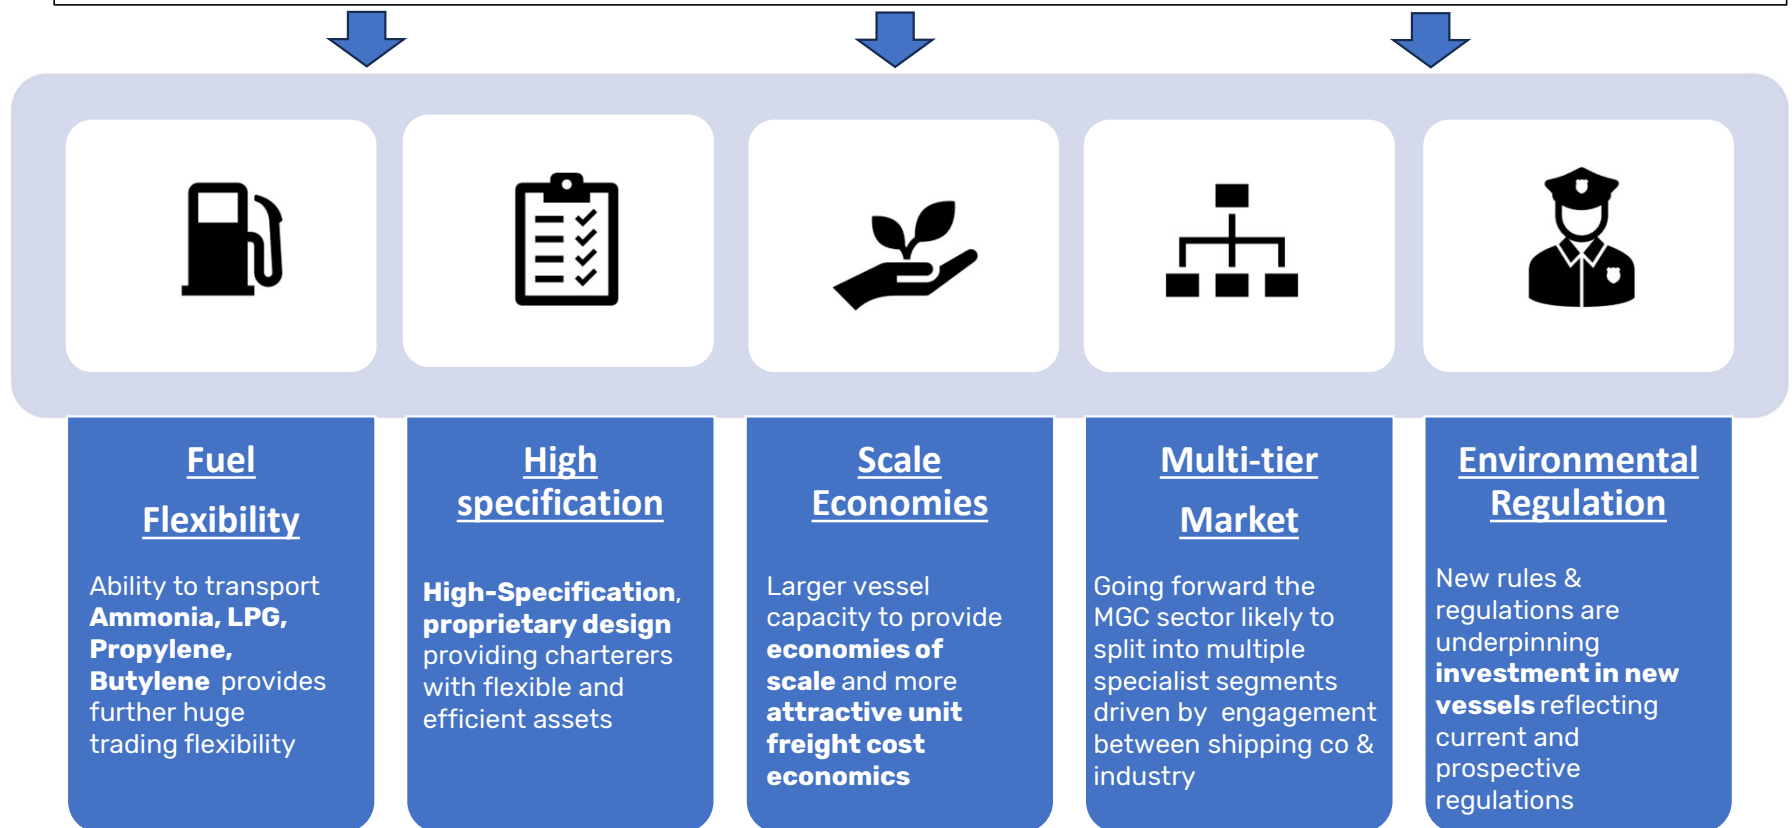 Fuel
Flexibility
Ability to transport
Ammonia, LPG,
Propylene,
Butylene provides
further huge
trading flexibility
High
specification
High-Specification,
proprietary design
providing charterers
with flexible and
efficient assets
Scale
Economies
Larger vessel
capacity to provide
economies of
scale and more
attractive unit
freight cost
economics
Multi-tier
Market
Going forward the
MGC sector likely to
split into multiple
specialist segments
driven by engagement
between shipping co &
industry
Environmental
Regulation
New rules &
regulations are
underpinning
investment in new
vessels reflecting
current and
prospective
regulations